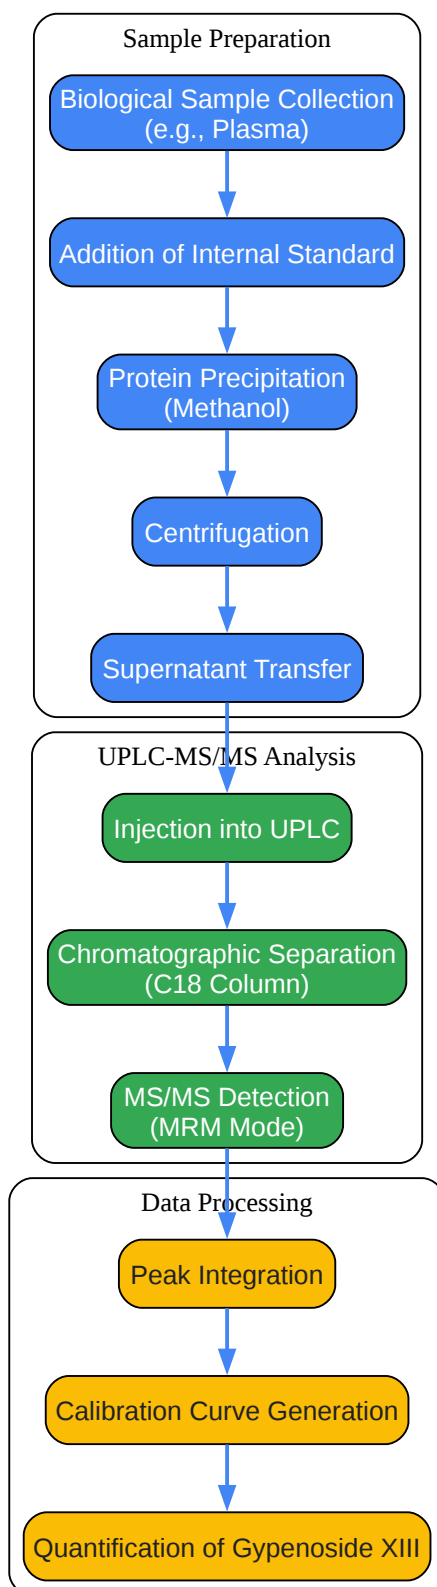 Sample Preparation
Biological Sample Collection
(e.g., Plasma)
Addition of Internal Standard
Protein Precipitation
(Methanol)
Centrifugation
Supernatant Transfer
UPLC-MS/MS Analysis
Injection into UPLC
Chromatographic Separation
(C18 Column)
MS/MS Detection
(MRM Mode)
Data Processing
Peak Integration
Calibration Curve Generation
Quantification of Gypenoside XIII